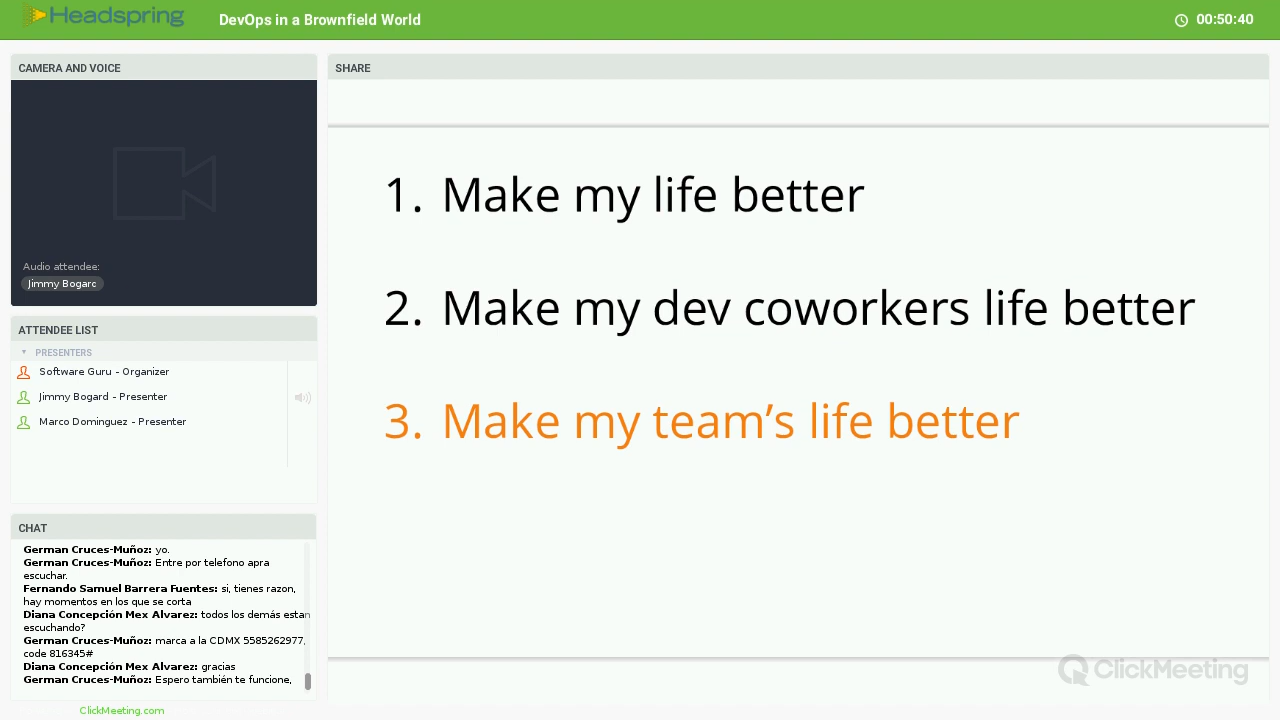 Headspring
DevOps in a Brownfield World
00:50:40
CAMERA AND VOICE
Audio attendee:
Jimmy Bogarc
ATTENDEE LIST
PRESENTERS
Software Guru - Organizer
Jimmy Bogard - Presenter
Marco Dominguez - Presenter
CHAT
German Cruces-Muñoz: yo.
German Cruces-Muñoz: Entre por telefono apra
escuchar.
Fernando Samuel Barrera Fuentes: si, tienes razon,
hay momentos en los que se corta
Diana Concepción Mex Alvarez: todos los demás estan
escuchando?
German Cruces-Muñoz: marca a la CDMX 5585262977,
code 816345#
Diana Concepción Mex Alvarez: gracias
German Cruces-Muñoz: Espero también te funcione,
ClickMeeting.com
SHARE
1. Make my life better
2. Make my dev coworkers life better
3. Make my team’s life better
ClickMeeting